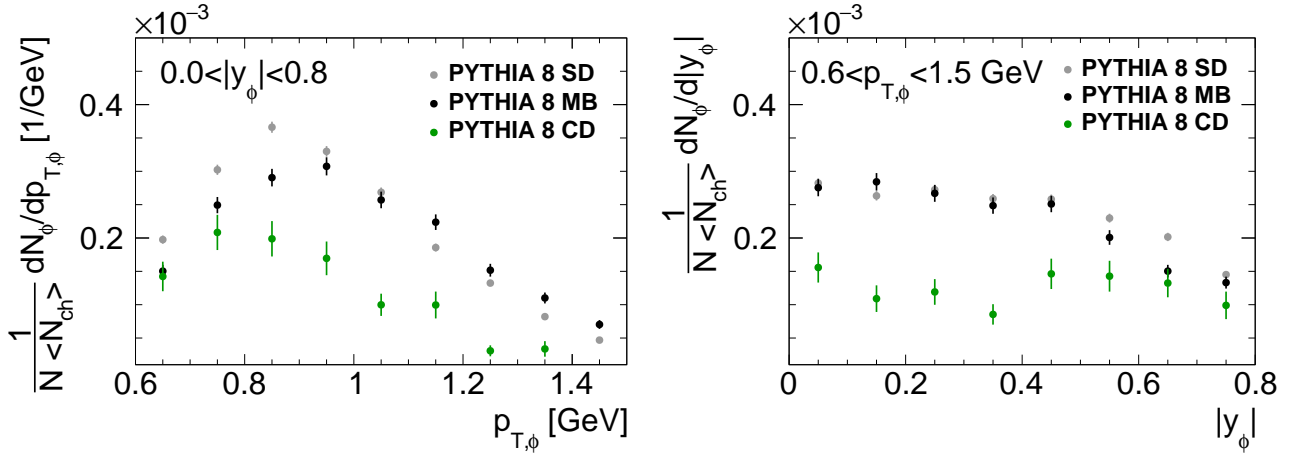 ×10⁻³
0.0<|y_ϕ|<0.8
PYTHIA 8 SD
PYTHIA 8 MB
PYTHIA 8 CD
1/(N <N_ch>) dN_ϕ/dp_T,ϕ [1/GeV]
0.4
0.2
0.6 0.8 1 1.2 1.4
p_T,ϕ [GeV]
×10⁻³
0.6<p_T,ϕ<1.5 GeV
PYTHIA 8 SD
PYTHIA 8 MB
PYTHIA 8 CD
1/(N <N_ch>) dN_ϕ/d|y_ϕ|
0.4
0.2
0 0.2 0.4 0.6 0.8
|y_ϕ|